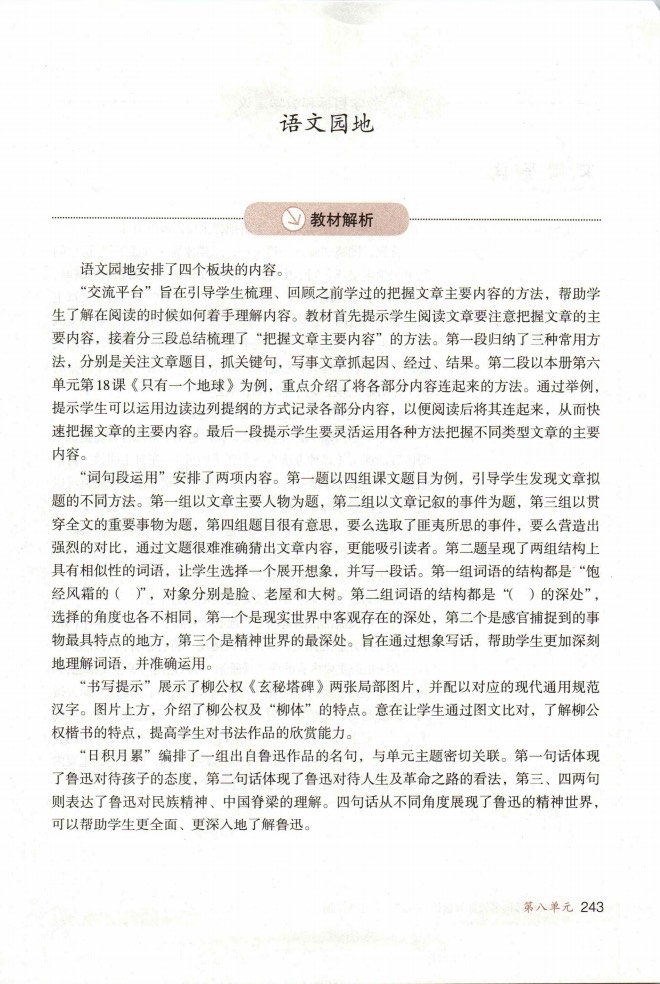 语文园地
教材解析
语文园地安排了四个板块的内容。
“交流平台”旨在引导学生梳理、回顾之前学过的把握文章主要内容的方法，帮助学
生了解在阅读的时候如何着手理解内容。教材首先提示学生阅读文章要注意把握文章的主
要内容，接着分三段总结梳理了“把握文章主要内容”的方法。第一段归纳了三种常用方
法，分别是关注文章题目，抓关键句，写事文章抓起因、经过、结果。第二段以本册第六
单元第18课《只有一个地球》为例，重点介绍了将各部分内容连起来的方法。通过举例，
提示学生可以运用边读边列提纲的方式记录各部分内容，以便阅读后将其连起来，从而快
速把握文章的主要内容。最后一段提示学生要灵活运用各种方法把握不同类型文章的主要
内容。
“词句段运用”安排了两项内容。第一题以四组课文题目为例，引导学生发现文章拟
题的不同方法。第一组以文章主要人物为题，第二组以文章记叙的事件为题，第三组以贯
穿全文的重要事物为题，第四组题目很有意思，要么选取了匪夷所思的事件，要么营造出
强烈的对比，通过文题很难准确猜出文章内容，更能吸引读者。第二题呈现了两组结构上
具有相似性的词语，让学生选择一个展开想象，并写一段话。第一组词语的结构都是“饱
经风霜的（ ）”，对象分别是脸、老屋和大树。第二组词语的结构都是“（ ）的深处”，
选择的角度也各不相同，第一个是现实世界中客观存在的深处，第二个是感官捕捉到的事
物最具特点的地方，第三个是精神世界的最深处。旨在通过想象写话，帮助学生更加深刻
地理解词语，并准确运用。
“书写提示”展示了柳公权《玄秘塔碑》两张局部图片，并配以对应的现代通用规范
汉字。图片上方，介绍了柳公权及“柳体”的特点。意在让学生通过图文比对，了解柳公
权楷书的特点，提高学生对书法作品的欣赏能力。
“日积月累”编排了一组出自鲁迅作品的名句，与单元主题密切关联。第一句话体现
了鲁迅对待孩子的态度，第二句话体现了鲁迅对待人生及革命之路的看法，第三、四两句
则表达了鲁迅对民族精神、中国脊梁的理解。四句话从不同角度展现了鲁迅的精神世界，
可以帮助学生更全面、更深入地了解鲁迅。
第八单元 243